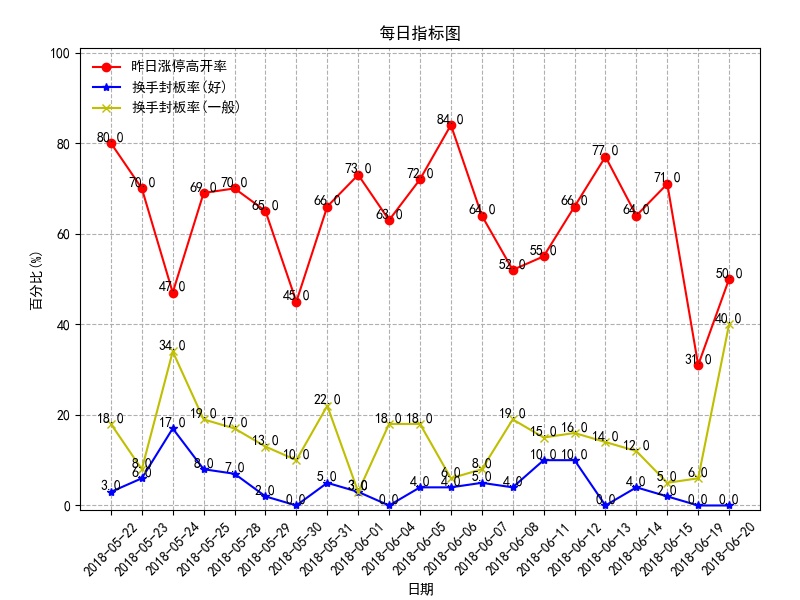 每日指标图
昨日涨停高开率
换手封板率(好)
换手封板率(一般)
百分比(%)
100
80
60
40
20
0
80.0 70.0 47.0 69.0 70.0 65.0 45.0 66.0 73.0 63.0 72.0 84.0 64.0 52.0 55.0 66.0 77.0 64.0 71.0 31.0 50.0
18.0 8.0 34.0 19.0 17.0 13.0 10.0 22.0 3.0 18.0 18.0 6.0 8.0 19.0 15.0 16.0 14.0 12.0 5.0 6.0 40.0
3.0 6.0 17.0 8.0 7.0 2.0 0.0 5.0 3.0 0.0 4.0 4.0 5.0 4.0 10.0 10.0 0.0 4.0 2.0 0.0 0.0
2018-05-22 2018-05-23 2018-05-24 2018-05-25 2018-05-28 2018-05-29 2018-05-30 2018-05-31 2018-06-01 2018-06-04 2018-06-05 2018-06-06 2018-06-07 2018-06-08 2018-06-11 2018-06-12 2018-06-13 2018-06-14 2018-06-15 2018-06-19 2018-06-20
日期